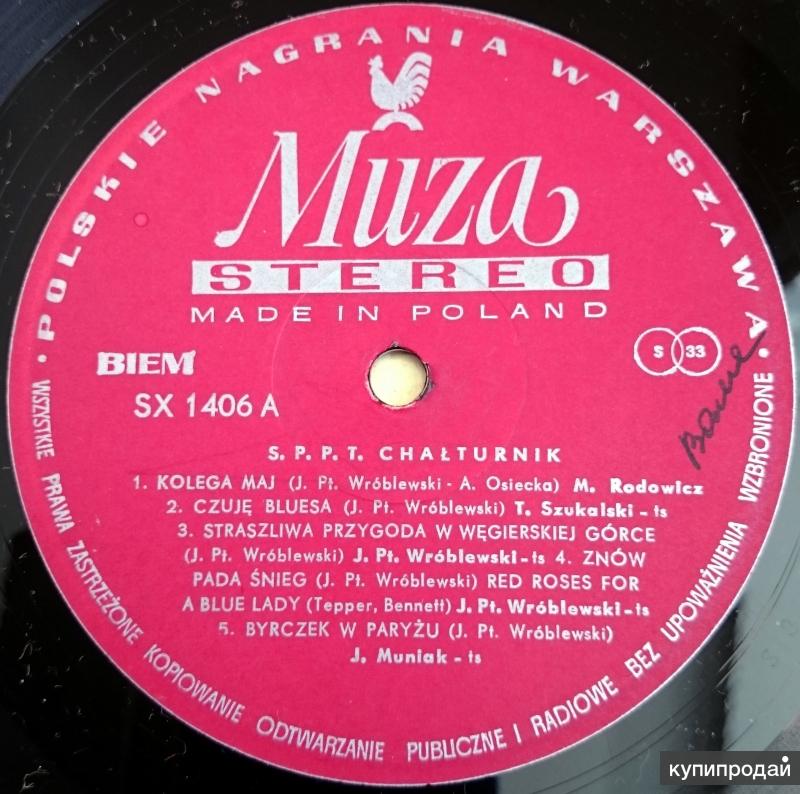 • POLSKIE NAGRANIA WARSZAWA •
Muza
STEREO
MADE IN POLAND
BIEM
S 33
SX 1406 A
S. P. P. T. CHAŁTURNIK
1. KOLEGA MAJ (J. Pt. Wróblewski - A. Osiecka) M. Rodowicz
2. CZUJĘ BLUESA (J. Pt. Wróblewski) T. Szukalski - ts
3. STRASZLIWA PRZYGODA W WĘGIERSKIEJ GÓRCE
(J. Pt. Wróblewski) J. Pt. Wróblewski - ts 4. ZNÓW
PADA ŚNIEG (J. Pt. Wróblewski) RED ROSES FOR
A BLUE LADY (Tepper, Bennett) J. Pt. Wróblewski - ts
5. BYRCZEK W PARYŻU (J. Pt. Wróblewski)
J. Muniak - ts
WSZYSTKIE PRAWA ZASTRZEŻONE KOPIOWANIE ODTWARZANIE PUBLICZNE I RADIOWE BEZ UPOWAŻNIENIA WZBRONIONE
купипродай